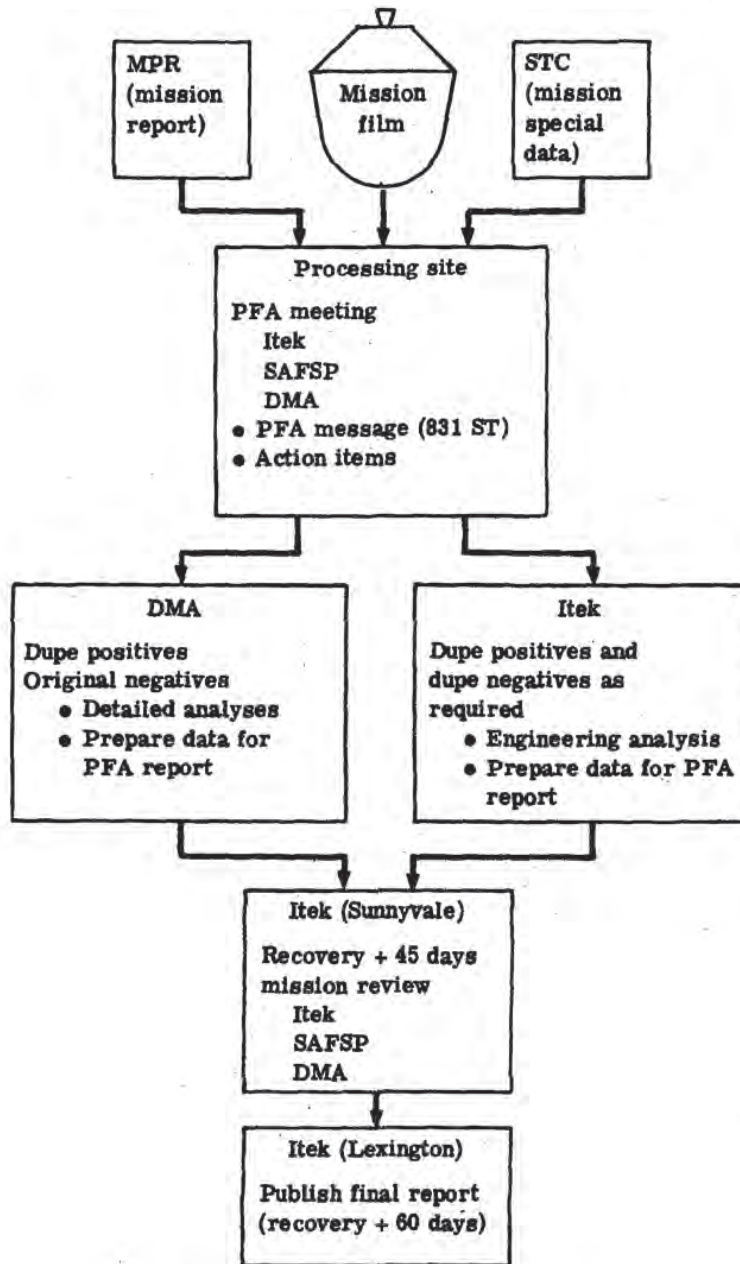 MPR
(mission
report)
Mission
film
STC
(mission
special
data)
Processing site
PFA meeting
Itek
SAFSP
DMA
• PFA message (831 ST)
• Action items
DMA
Dupe positives
Original negatives
• Detailed analyses
• Prepare data for
PFA report
Itek
Dupe positives and
dupe negatives as
required
• Engineering analysis
• Prepare data for PFA
report
Itek (Sunnyvale)
Recovery + 45 days
mission review
Itek
SAFSP
DMA
Itek (Lexington)
Publish final report
(recovery + 60 days)